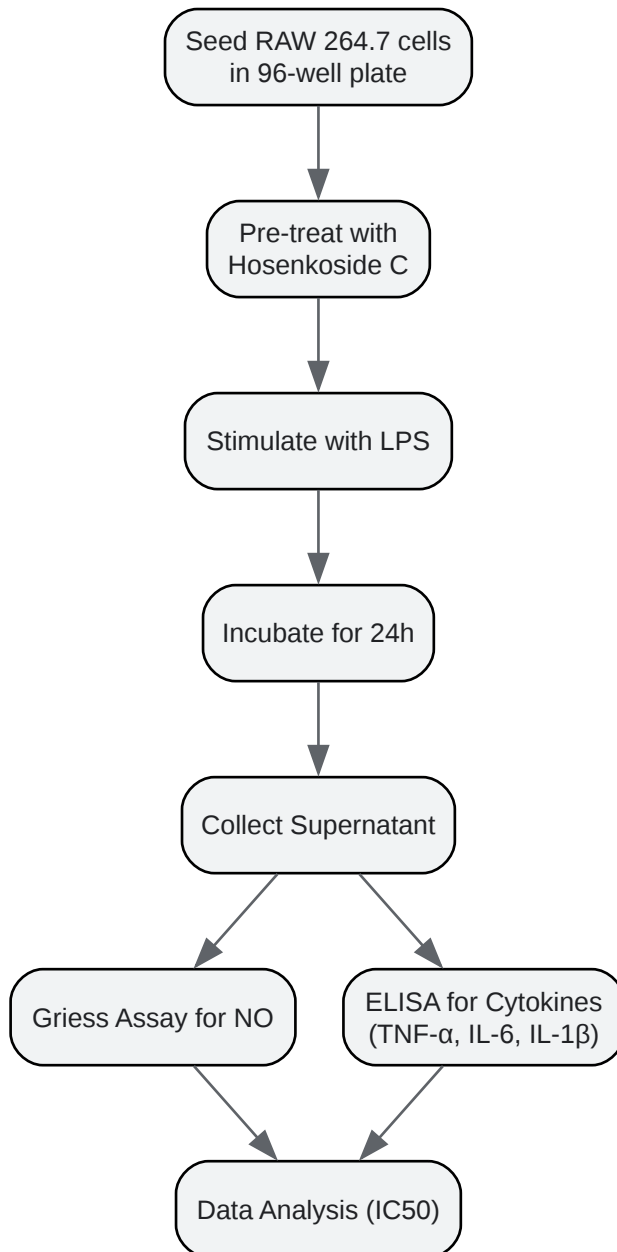 Seed RAW 264.7 cells
in 96-well plate
Pre-treat with
Hosenkoside C
Stimulate with LPS
Incubate for 24h
Collect Supernatant
Griess Assay for NO
ELISA for Cytokines
(TNF-α, IL-6, IL-1β)
Data Analysis (IC50)